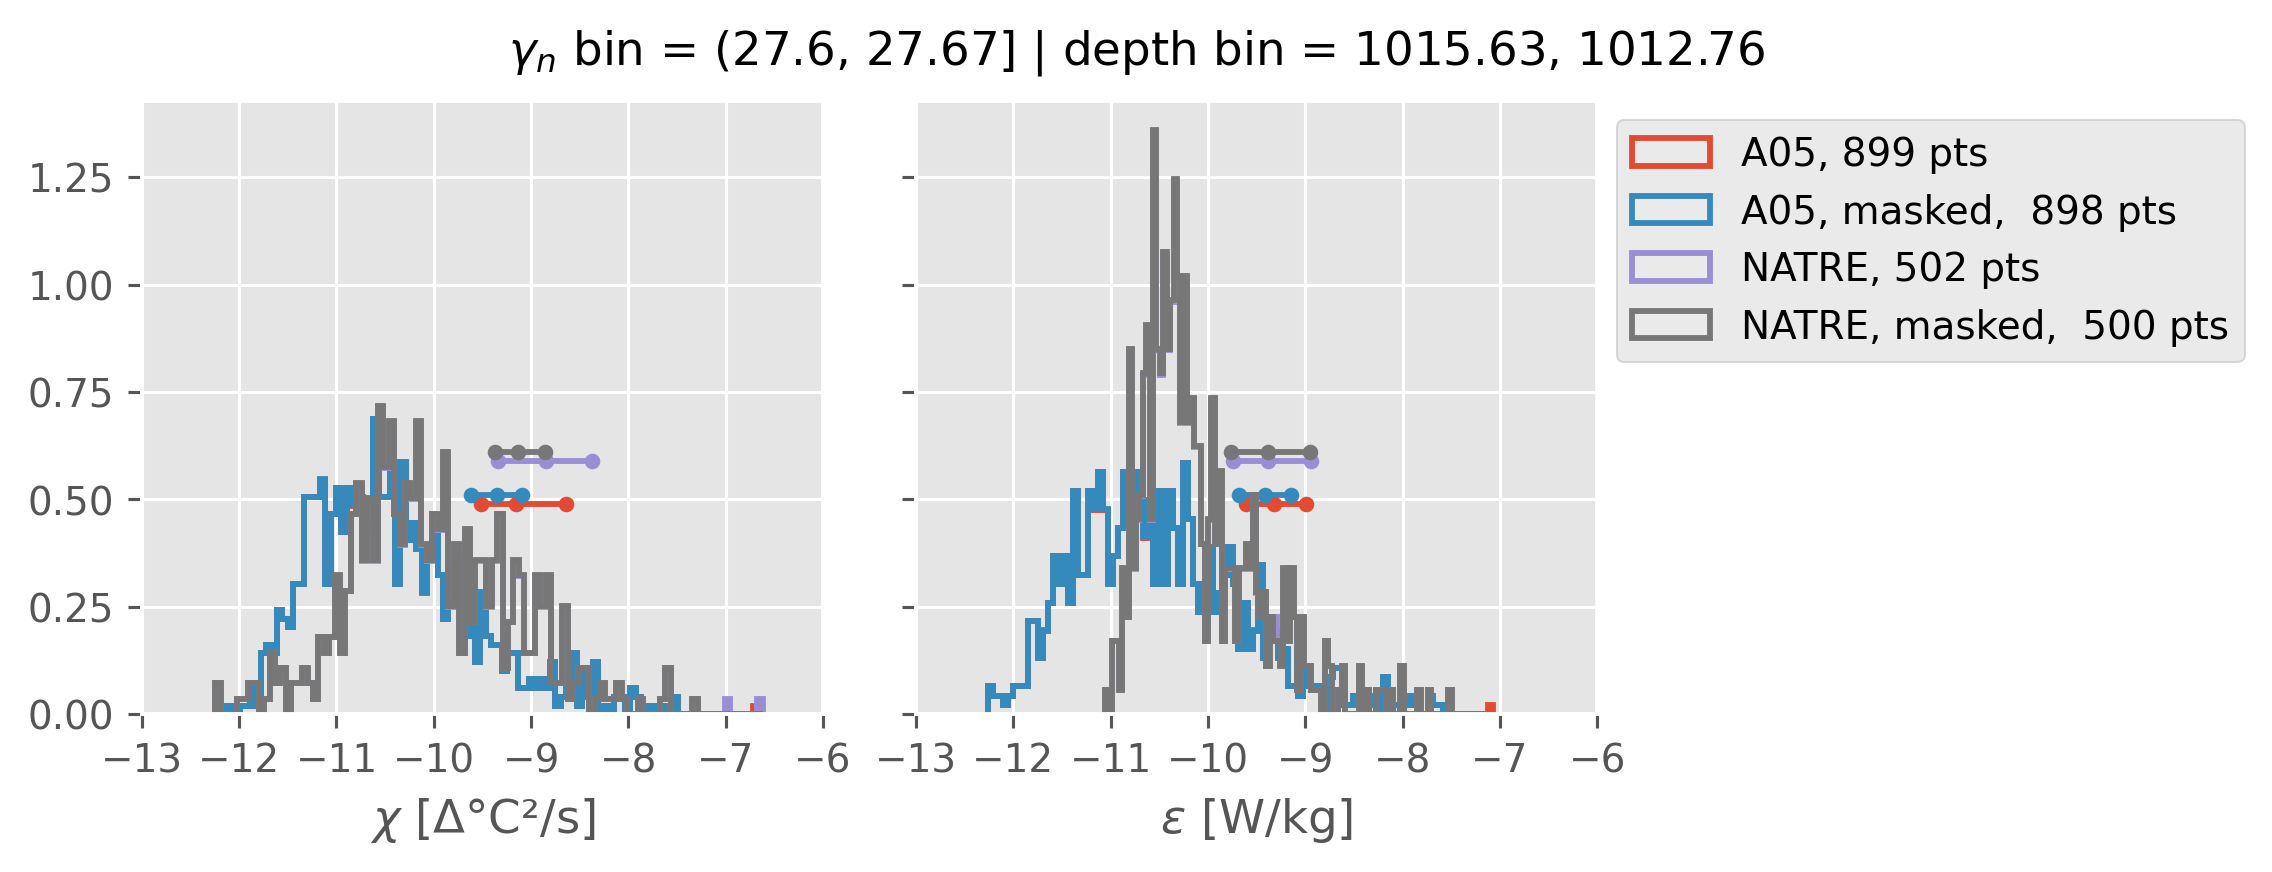 γₙ bin = (27.6, 27.67] | depth bin = 1015.63, 1012.76
1.25
1.00
0.75
0.50
0.25
0.00
−13 −12 −11 −10 −9 −8 −7 −6
χ [Δ°C²/s]
−13 −12 −11 −10 −9 −8 −7 −6
ε [W/kg]
A05, 899 pts
A05, masked,  898 pts
NATRE, 502 pts
NATRE, masked,  500 pts